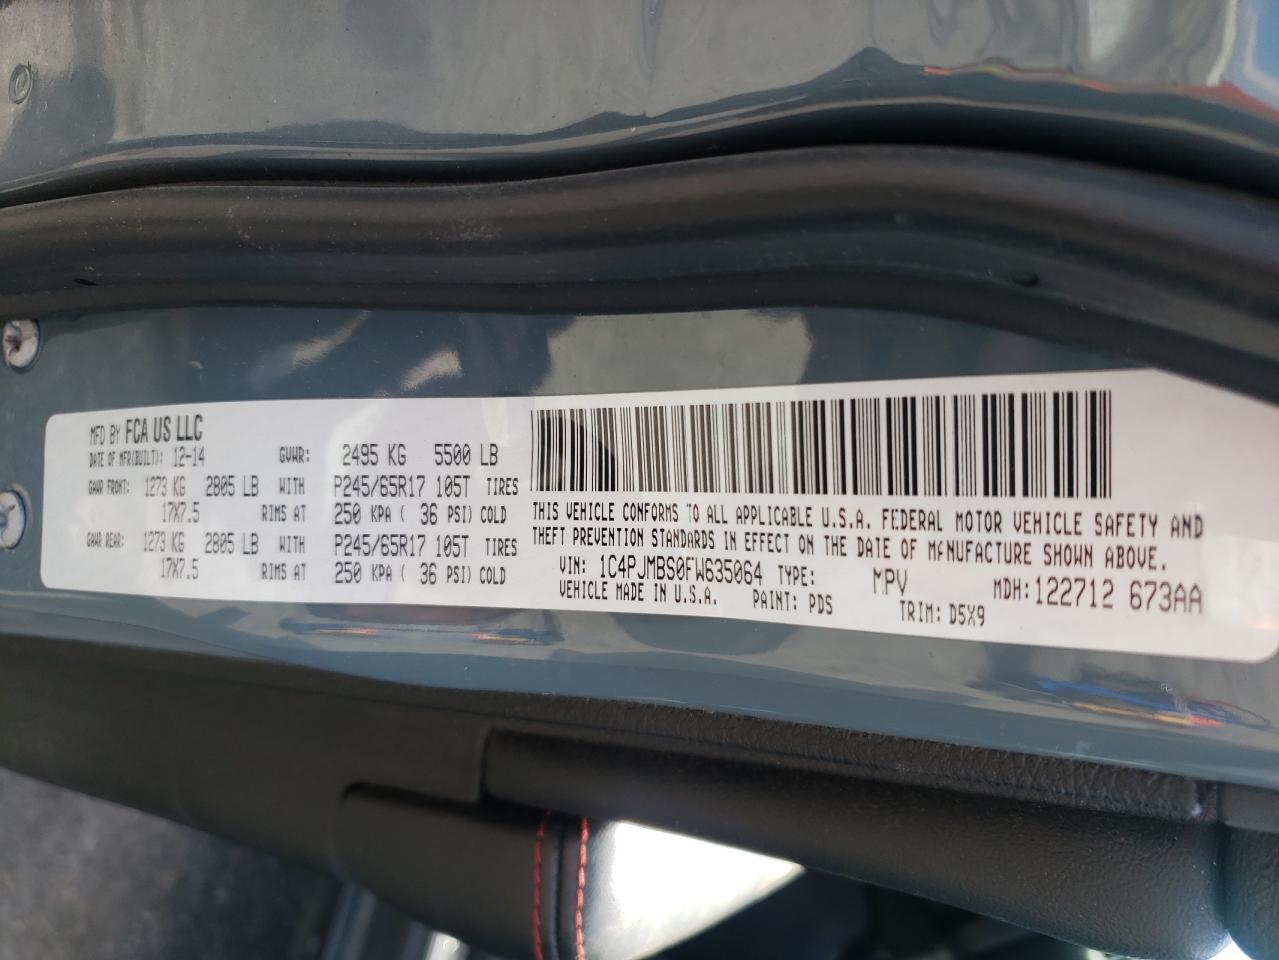 MFD BY FCA US LLC
DATE OF MFR(BUILT): 12-14 GVWR: 2495 KG 5500 LB
GAWR FRONT: 1273 KG 2805 LB WITH P245/65R17 105T TIRES
17X7.5 RIMS AT 250 KPA ( 36 PSI) COLD
GAWR REAR: 1273 KG 2805 LB WITH P245/65R17 105T TIRES
17X7.5 RIMS AT 250 KPA ( 36 PSI) COLD
THIS VEHICLE CONFORMS TO ALL APPLICABLE U.S.A. FEDERAL MOTOR VEHICLE SAFETY AND
THEFT PREVENTION STANDARDS IN EFFECT ON THE DATE OF MANUFACTURE SHOWN ABOVE.
VIN: 1C4PJMBS0FW635064 TYPE: MPV MDH: 122712 673AA
VEHICLE MADE IN U.S.A. PAINT: PDS TRIM: D5X9